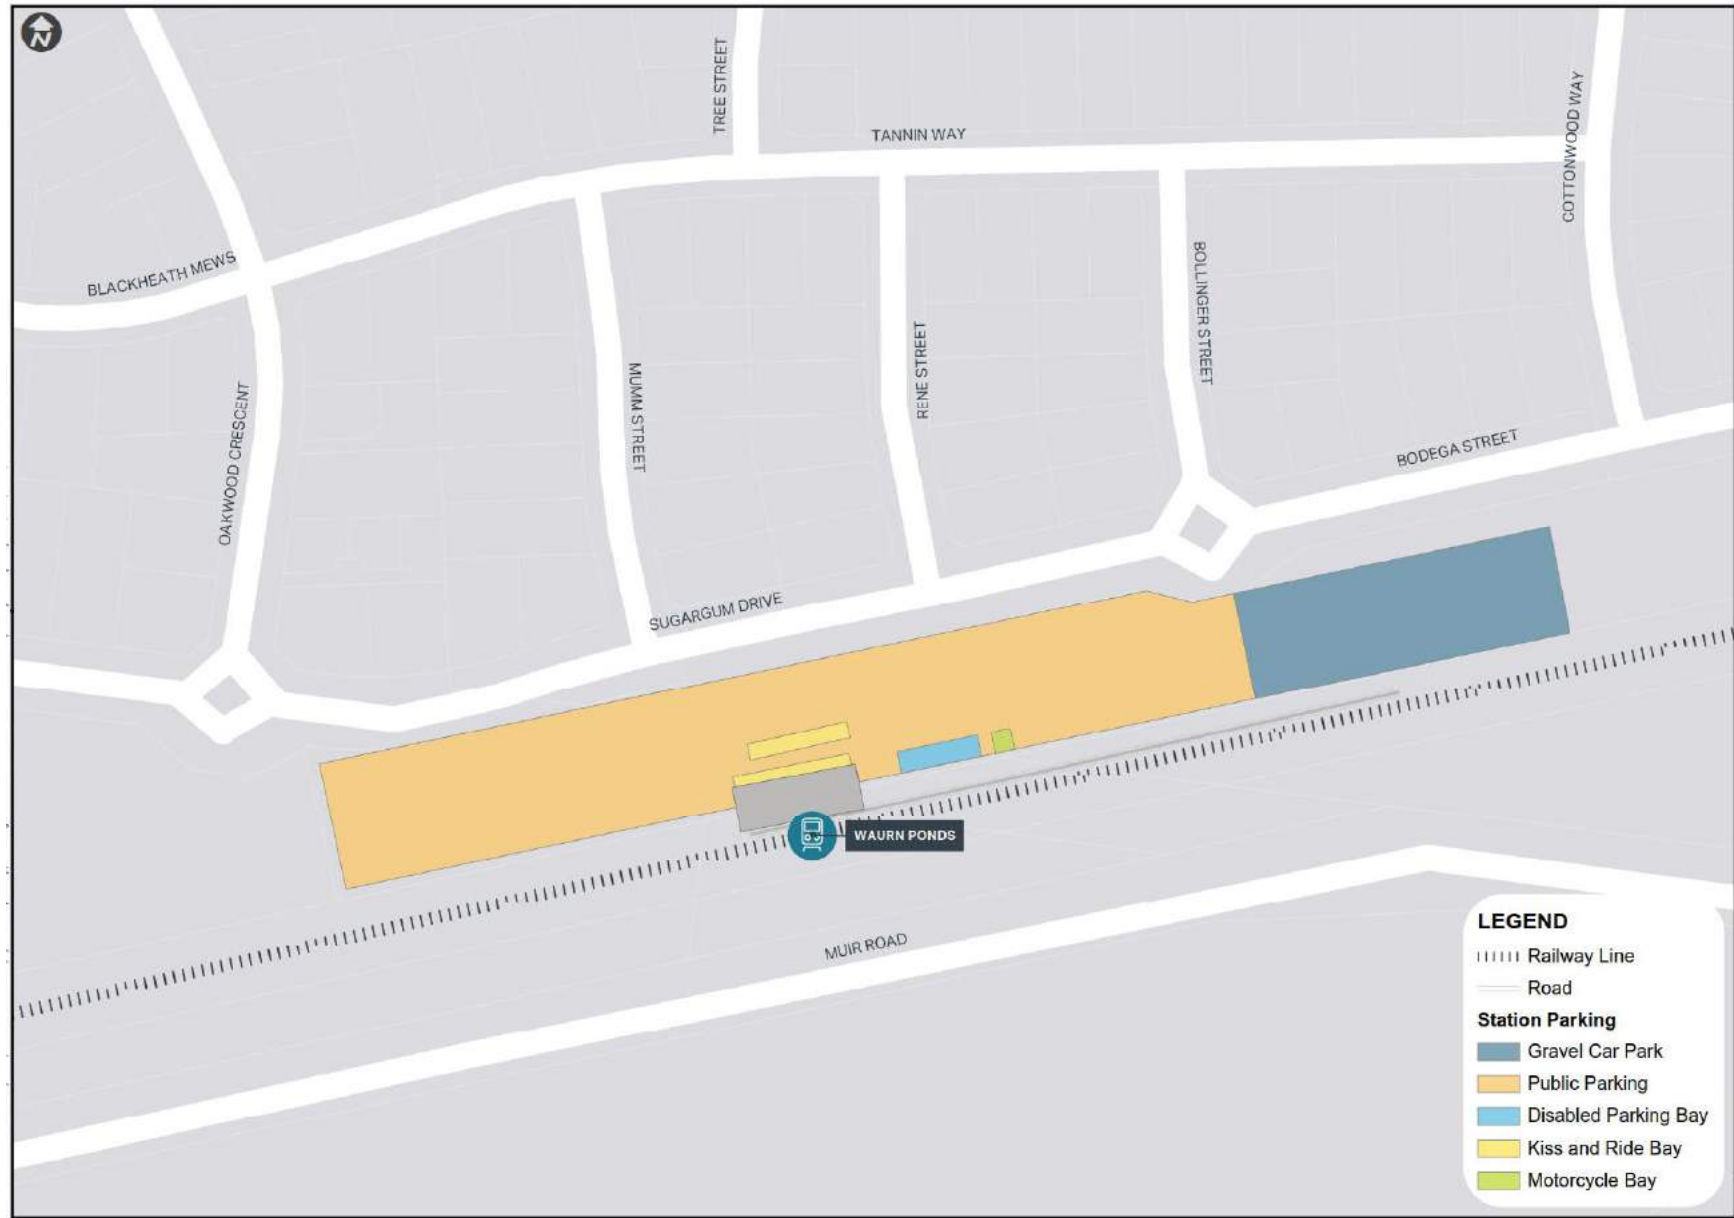 N
TREE STREET
TANNIN WAY
COTTONWOOD WAY
BLACKHEATH MEWS
BOLLINGER STREET
RENE STREET
MUMM STREET
OAKWOOD CRESCENT
BODEGA STREET
SUGARGUM DRIVE
WAURN PONDS
MUIR ROAD
LEGEND
Railway Line
Road
Station Parking
Gravel Car Park
Public Parking
Disabled Parking Bay
Kiss and Ride Bay
Motorcycle Bay